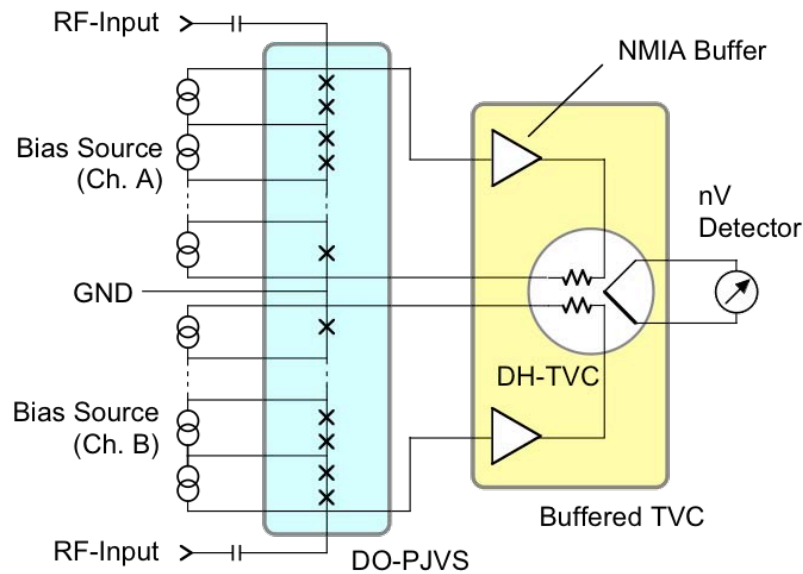 RF-Input
NMIA Buffer
Bias Source
(Ch. A)
nV
Detector
GND
DH-TVC
Bias Source
(Ch. B)
Buffered TVC
RF-Input
DO-PJVS